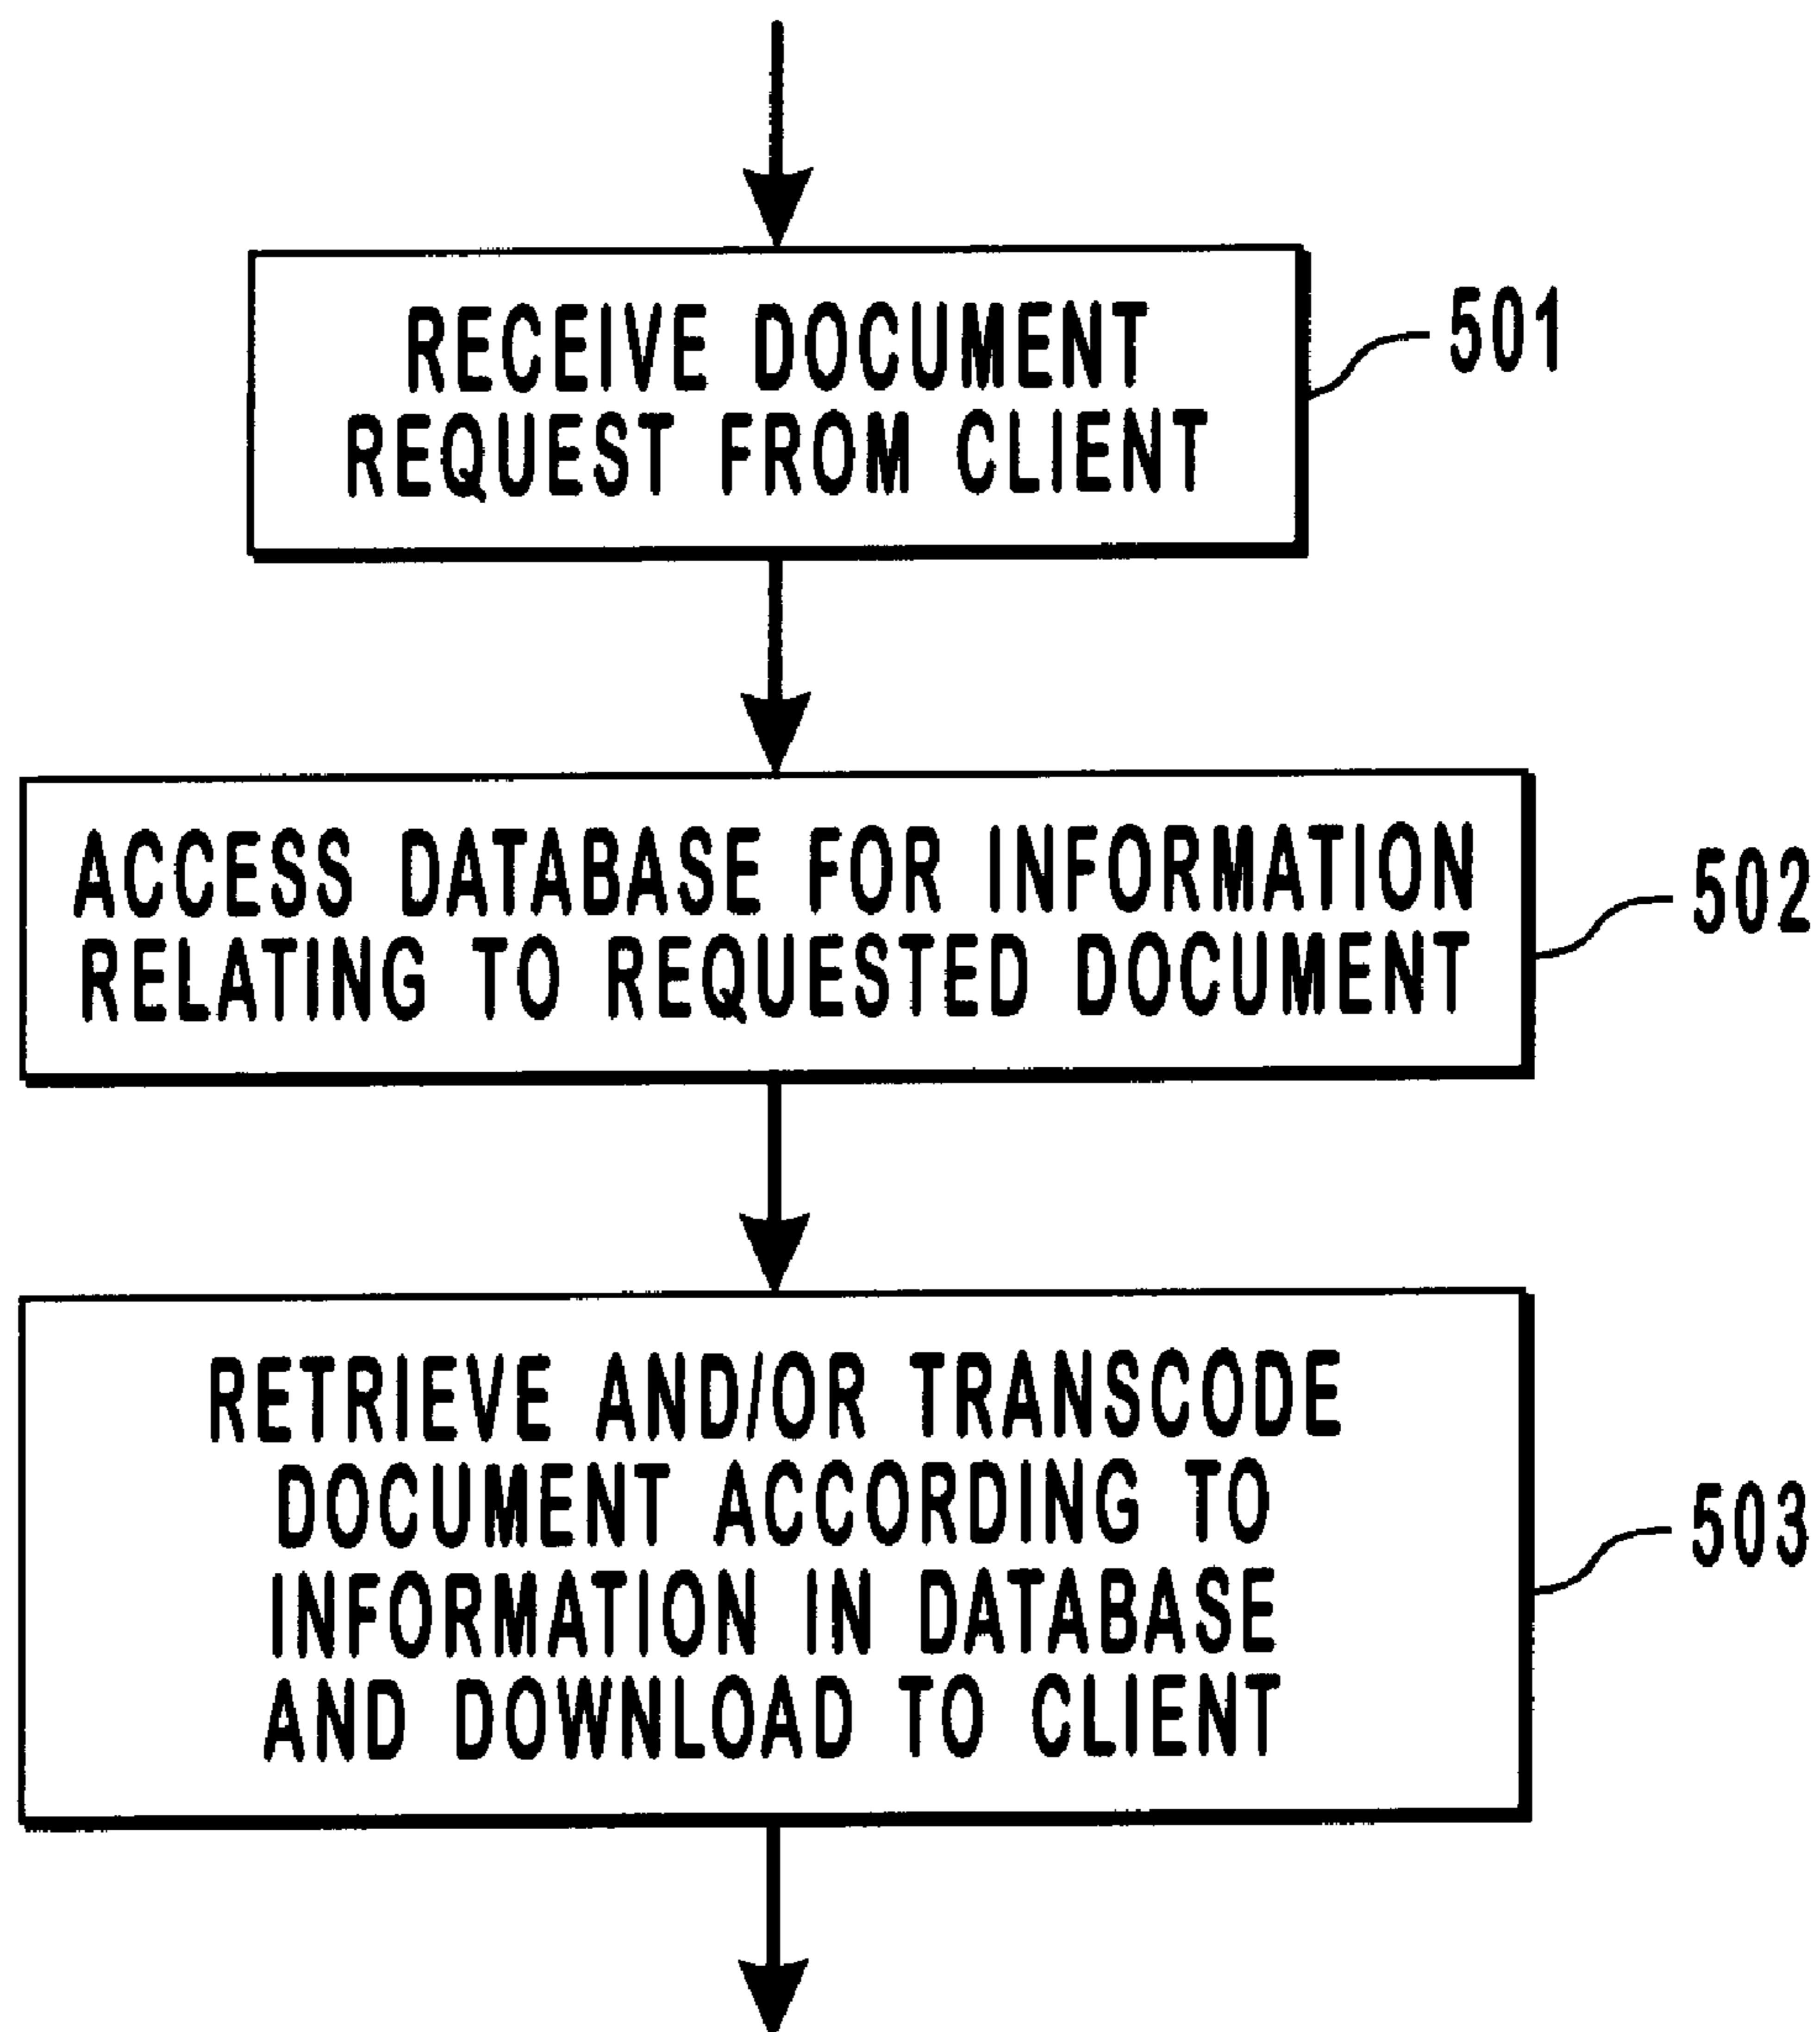 RECEIVE DOCUMENT
REQUEST FROM CLIENT
501
ACCESS DATABASE FOR INFORMATION
RELATING TO REQUESTED DOCUMENT
502
RETRIEVE AND/OR TRANSCODE
DOCUMENT ACCORDING TO
INFORMATION IN DATABASE
AND DOWNLOAD TO CLIENT
503